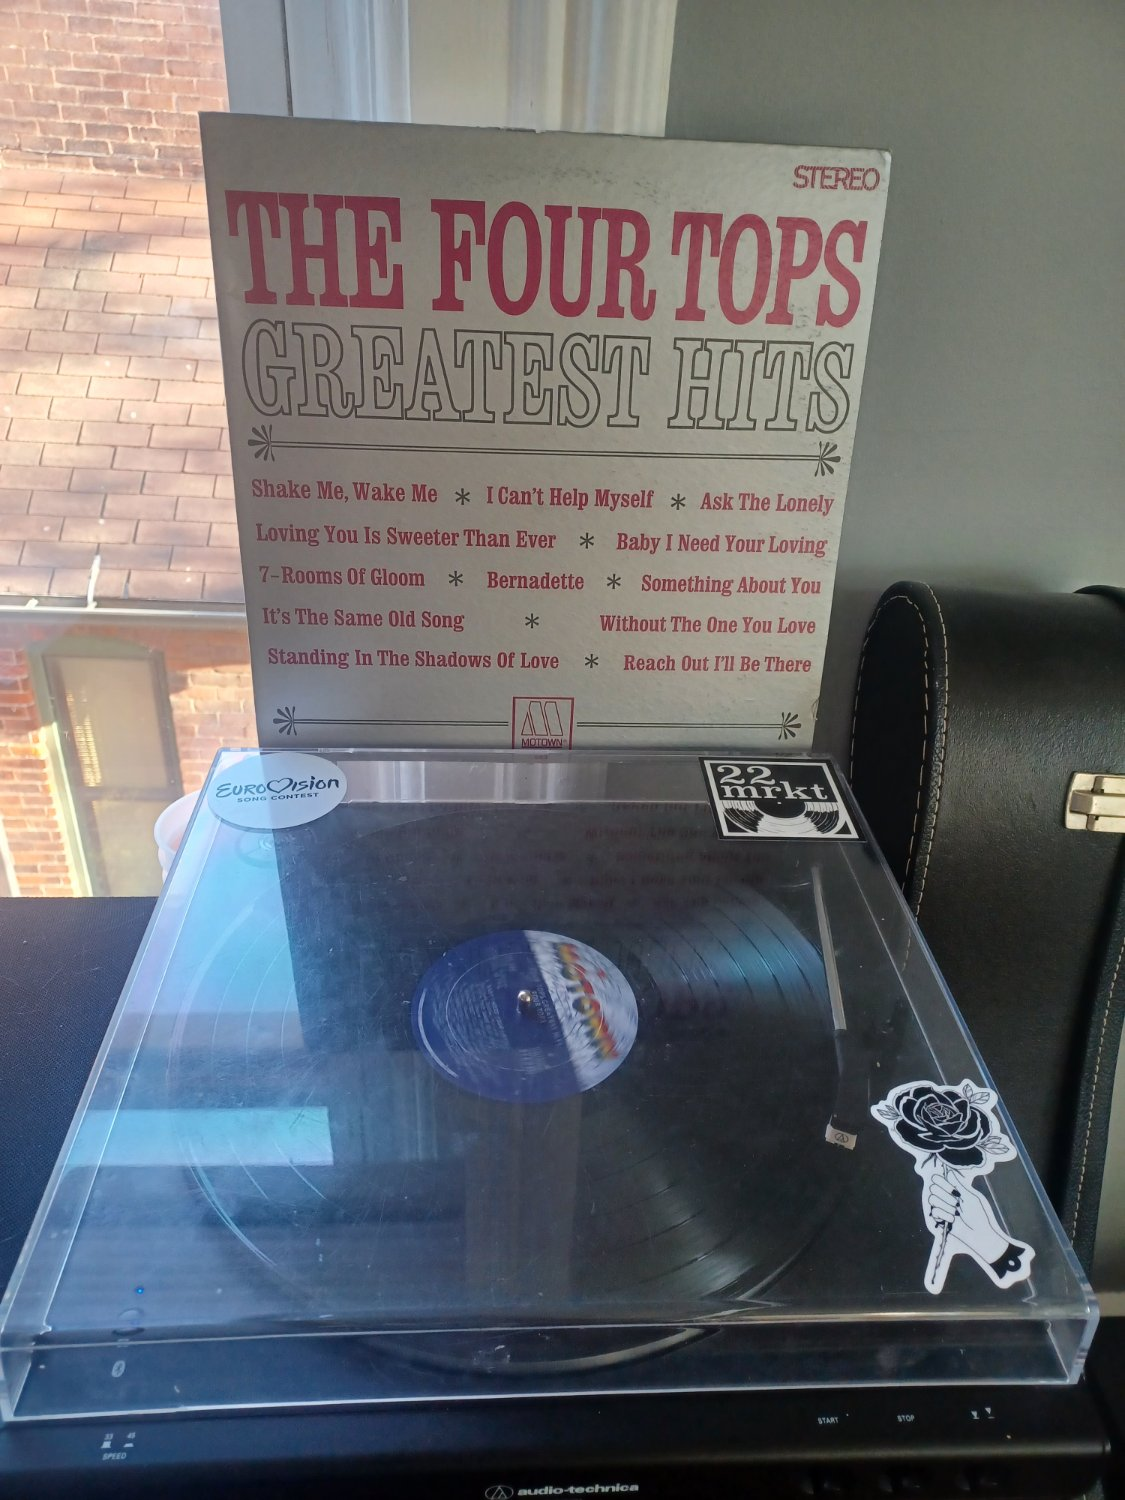 STEREO
THE FOUR TOPS
GREATEST HITS
Shake Me, Wake Me * I Can't Help Myself * Ask The Lonely
Loving You Is Sweeter Than Ever * Baby I Need Your Loving
7-Rooms Of Gloom * Bernadette * Something About You
It's The Same Old Song * Without The One You Love
Standing In The Shadows Of Love * Reach Out I'll Be There
MOTOWN
EUROVISION
SONG CONTEST
22
mrkt
START
STOP
33 45
SPEED
audio-technica